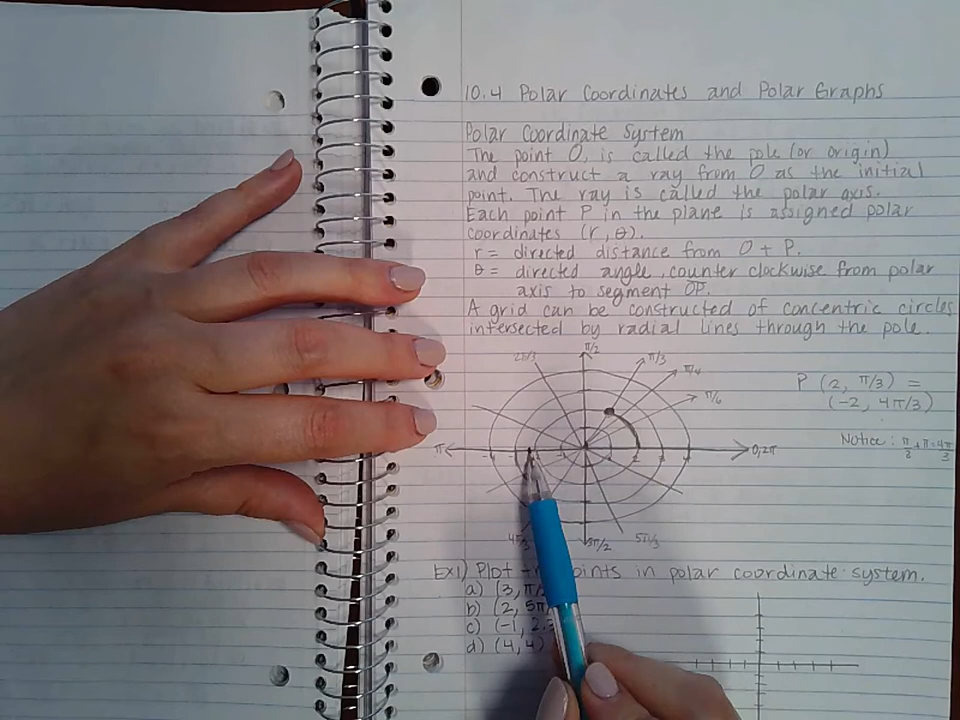 10.4 Polar Coordinates and Polar Graphs
Polar Coordinate System
The point O, is called the pole (or origin)
and construct a ray from O as the initial
point. The ray is called the polar axis.
Each point P in the plane is assigned polar
coordinates (r, θ).
r = directed distance from O + P.
θ = directed angle, counter clockwise from polar
axis to segment OP.
A grid can be constructed of concentric circles
intersected by radial lines through the pole.
2π/3 π/2 π/3
π/4
π/6
π 0,2π
4π/3 3π/2 5π/3
P (2, π/3) =
(-2, 4π/3)
Notice: π/3 + π = 4π/3
Ex1) Plot points in polar coordinate system.
a) (3, π/
b) (2, 5π/
c) (-1, 2.
d) (4, 4)